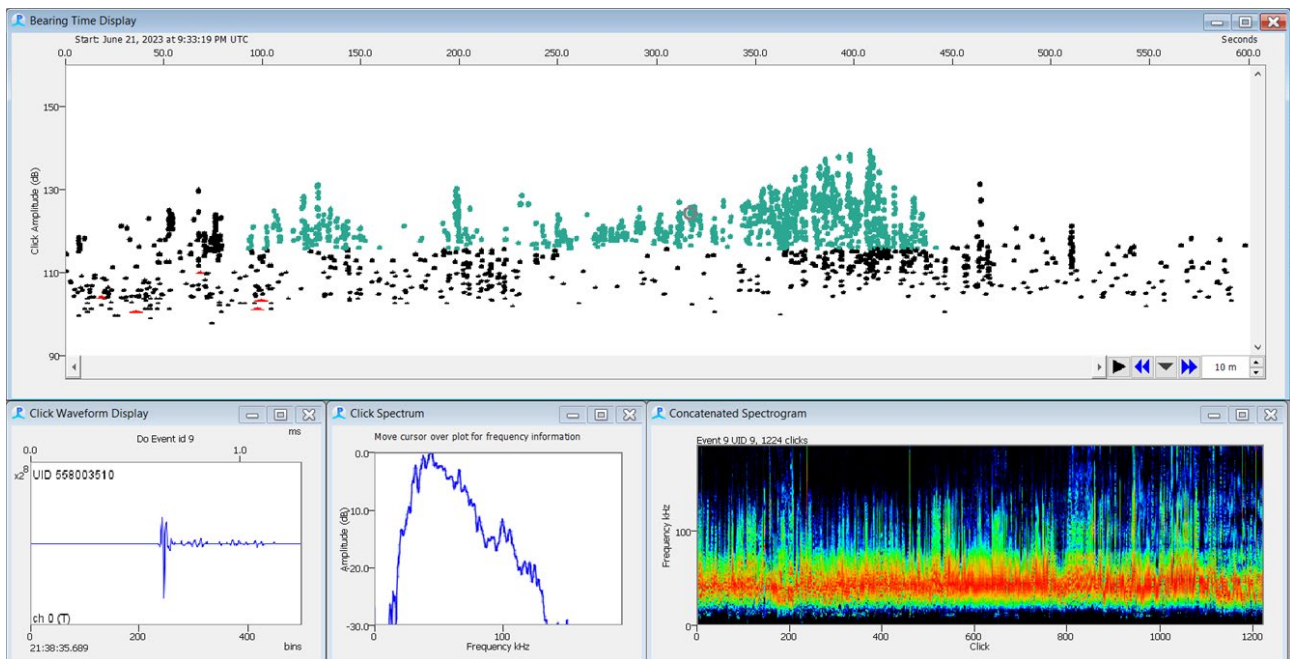 Bearing Time Display
Start: June 21, 2023 at 9:33:19 PM UTC
Seconds
0.0 50.0 100.0 150.0 200.0 250.0 300.0 350.0 400.0 450.0 500.0 550.0 600.0
Click Amplitude (dB)
150
130
110
90
10 m
Click Waveform Display
Do Event id 9
ms
0.0 1.0
x2^8
UID 558003510
ch 0 (T)
0 200 400
21:38:35.689
bins
Click Spectrum
Move cursor over plot for frequency information
Amplitude (dB)
0.0
-10.0
-20.0
-30.0
0 100
Frequency kHz
Concatenated Spectrogram
Event 9 UID 9, 1224 clicks
Frequency kHz
100
0
0 200 400 600 800 1000 1200
Click